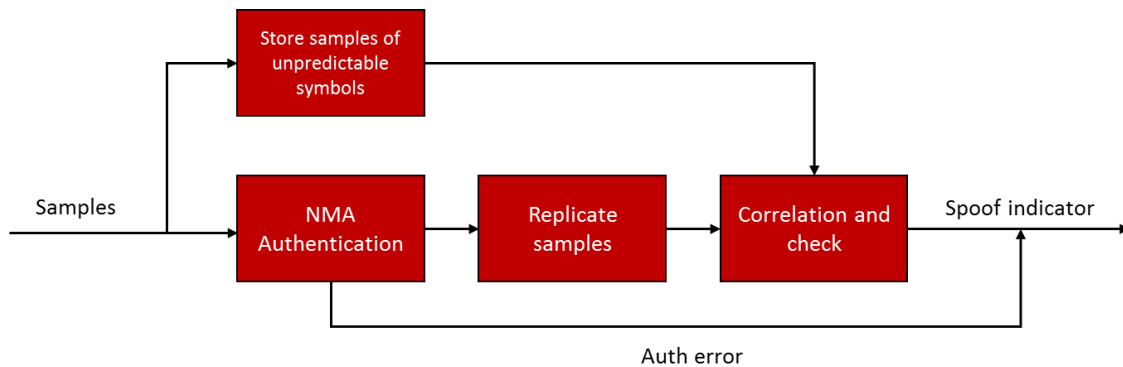 Store samples of
unpredictable
symbols
Samples
NMA
Authentication
Replicate
samples
Correlation and
check
Spoof indicator
Auth error